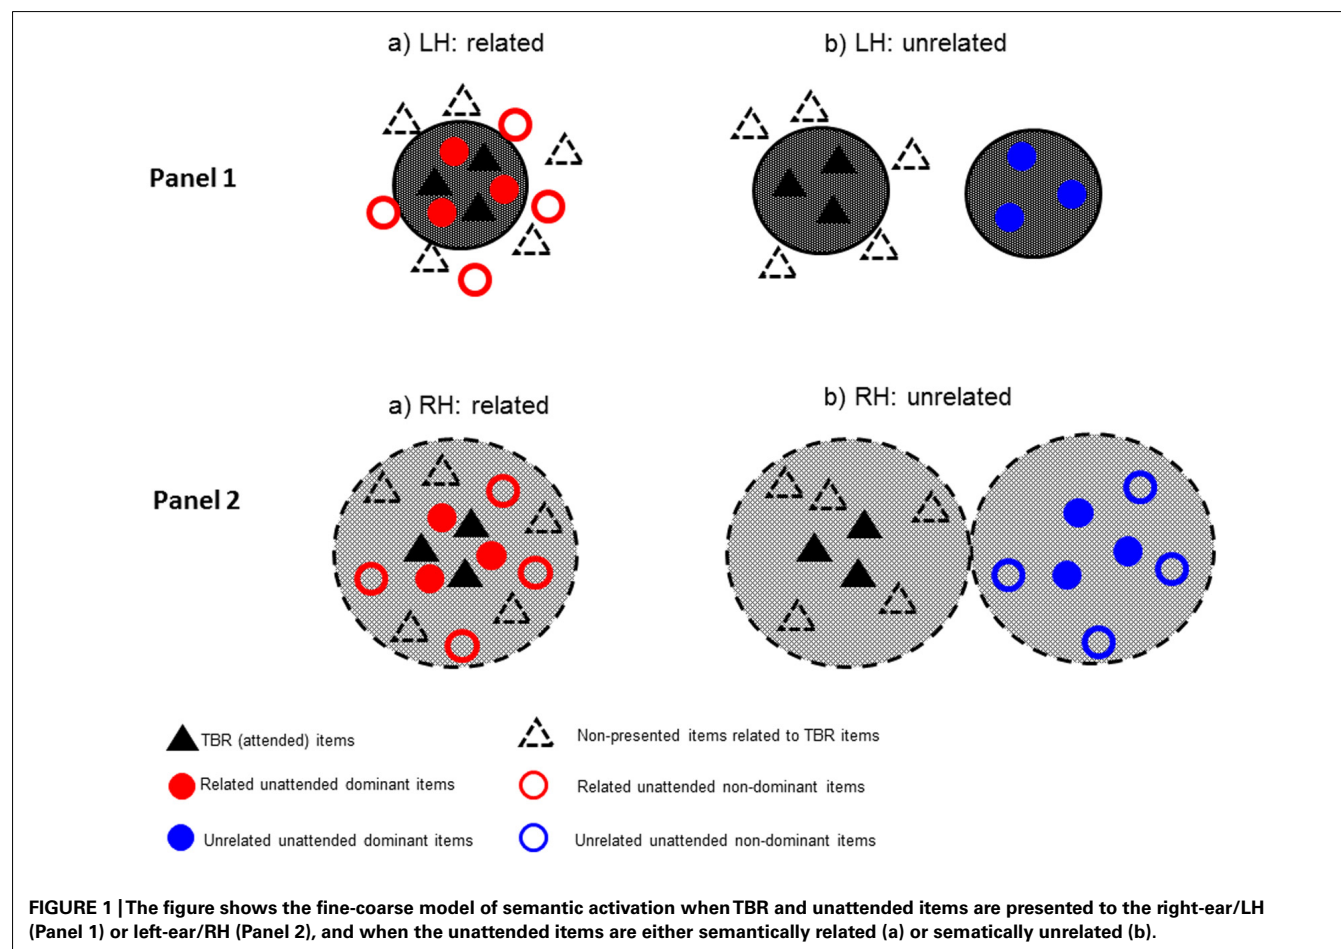 a) LH: related
b) LH: unrelated
Panel 1
a) RH: related
b) RH: unrelated
Panel 2
TBR (attended) items
Non-presented items related to TBR items
Related unattended dominant items
Related unattended non-dominant items
Unrelated unattended dominant items
Unrelated unattended non-dominant items
FIGURE 1 | The figure shows the fine-coarse model of semantic activation when TBR and unattended items are presented to the right-ear/LH
(Panel 1) or left-ear/RH (Panel 2), and when the unattended items are either semantically related (a) or sematically unrelated (b).